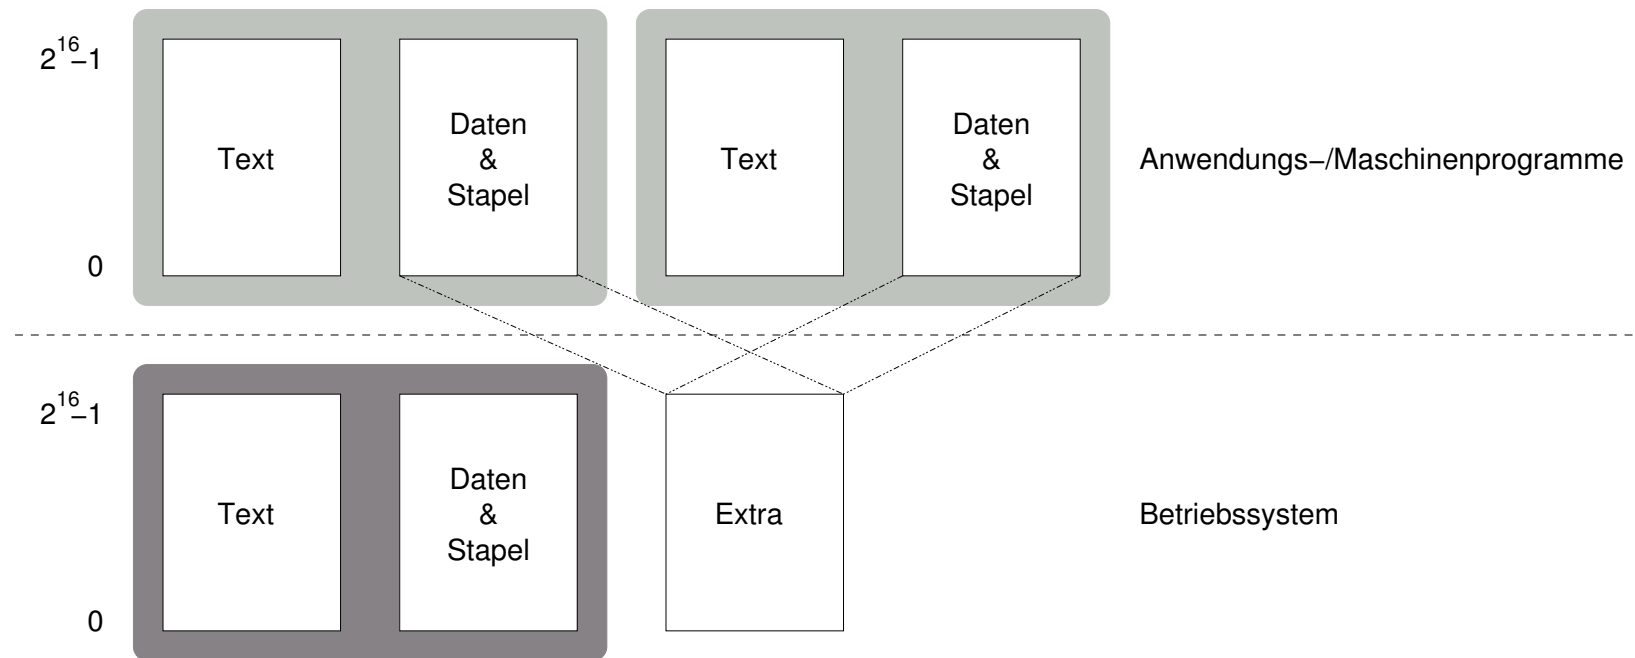 2^16–1
0
Text
Daten
&
Stapel
Text
Daten
&
Stapel
Anwendungs–/Maschinenprogramme
2^16–1
0
Text
Daten
&
Stapel
Extra
Betriebssystem